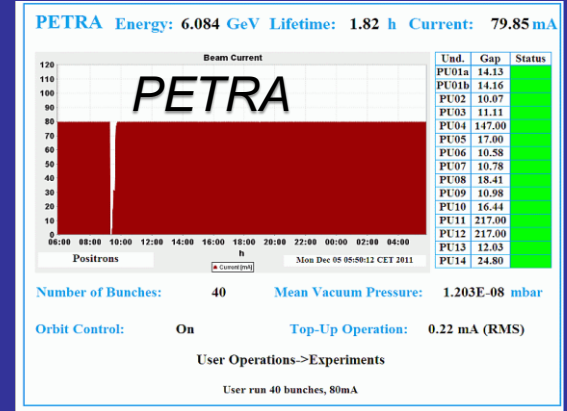 PETRA Energy: 6.084 GeV Lifetime: 1.82 h Current: 79.85 mA
Beam Current
PETRA
120
110
100
90
80
70
60
50
40
30
20
10
0
06:00 08:00 10:00 12:00 14:00 16:00 18:00 20:00 22:00 00:00 02:00 04:00
h
Positrons
Current[mA]
Mon Dec 05 05:50:12 CET 2011
Und. Gap Status
PU01a 14.13
PU01b 14.16
PU02 10.07
PU03 11.11
PU04 147.00
PU05 17.00
PU06 10.58
PU07 10.78
PU08 18.41
PU09 10.98
PU10 16.44
PU11 217.00
PU12 217.00
PU13 12.03
PU14 24.80
Number of Bunches: 40 Mean Vacuum Pressure: 1.203E-08 mbar
Orbit Control: On Top-Up Operation: 0.22 mA (RMS)
User Operations->Experiments
User run 40 bunches, 80mA